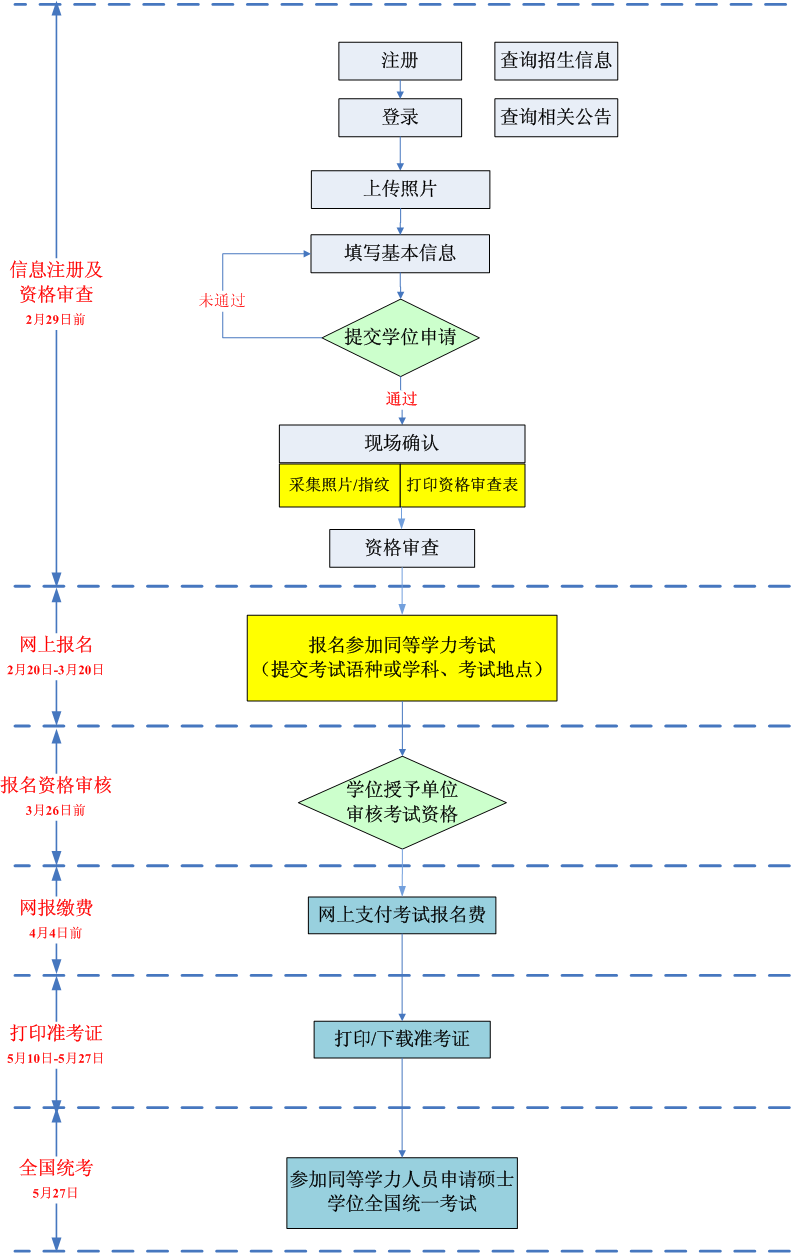 注册
查询招生信息
登录
查询相关公告
上传照片
填写基本信息
信息注册及
资格审查
2月29日前
未通过
提交学位申请
通过
现场确认
采集照片/指纹
打印资格审查表
资格审查
网上报名
2月20日-3月20日
报名参加同等学力考试
（提交考试语种或学科、考试地点）
报名资格审核
3月26日前
学位授予单位
审核考试资格
网报缴费
4月4日前
网上支付考试报名费
打印准考证
5月10日-5月27日
打印/下载准考证
全国统考
5月27日
参加同等学力人员申请硕士
学位全国统一考试